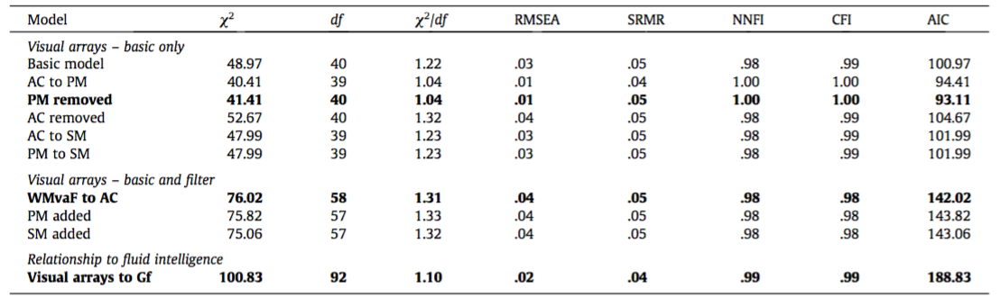 Model χ² df χ²/df RMSEA SRMR NNFI CFI AIC
Visual arrays – basic only
Basic model 48.97 40 1.22 .03 .05 .98 .99 100.97
AC to PM 40.41 39 1.04 .01 .04 1.00 1.00 94.41
PM removed 41.41 40 1.04 .01 .05 1.00 1.00 93.11
AC removed 52.67 40 1.32 .04 .05 .98 .99 104.67
AC to SM 47.99 39 1.23 .03 .05 .98 .99 101.99
PM to SM 47.99 39 1.23 .03 .05 .98 .99 101.99
Visual arrays – basic and filter
WMvaF to AC 76.02 58 1.31 .04 .05 .98 .98 142.02
PM added 75.82 57 1.33 .04 .05 .98 .98 143.82
SM added 75.06 57 1.32 .04 .05 .98 .98 143.06
Relationship to fluid intelligence
Visual arrays to Gf 100.83 92 1.10 .02 .04 .99 .99 188.83